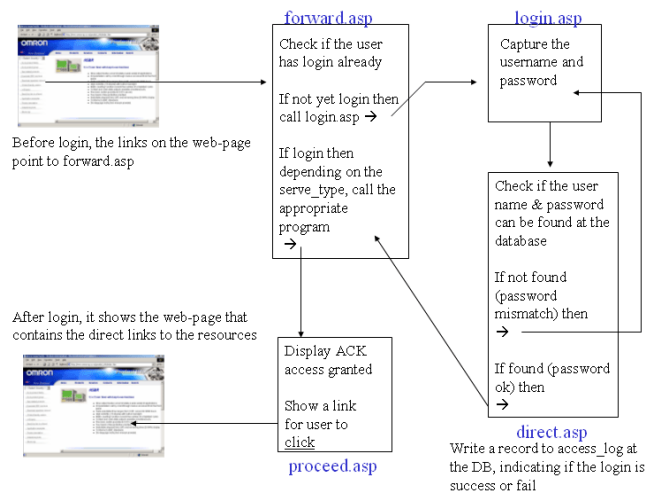 forward.asp
login.asp
OMRON
Check if the user
has login already
If not yet login then
call login.asp →
If login then
depending on the
serve_type, call the
appropriate
program
→
Capture the
username and
password
Before login, the links on the web-page
point to forward.asp
Check if the user
name & password
can be found at the
database
If not found
(password
mismatch) then
→
If found (password
ok) then
→
direct.asp
Write a record to access_log at
the DB, indicating if the login is
success or fail
After login, it shows the web-page that
contains the direct links to the resources
OMRON
Display ACK
access granted
Show a link
for user to
click
proceed.asp